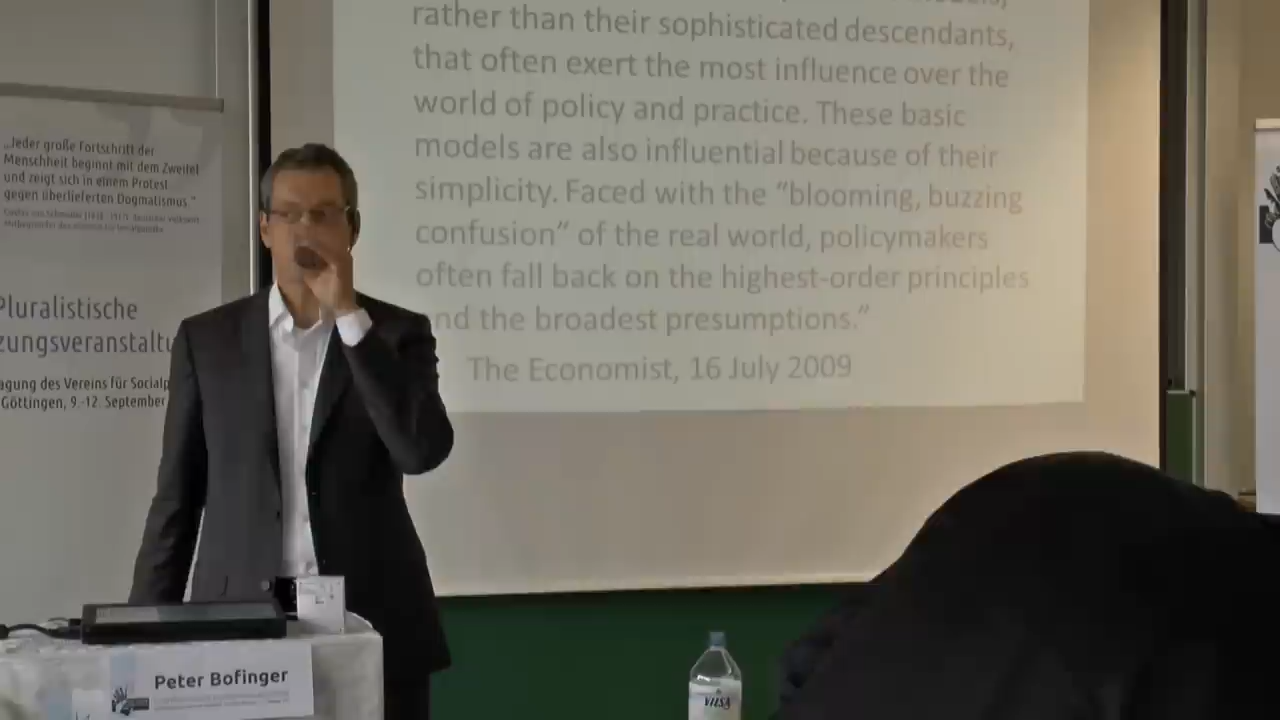 rather than their sophisticated descendants,
that often exert the most influence over the
world of policy and practice. These basic
models are also influential because of their
simplicity. Faced with the “blooming, buzzing
confusion” of the real world, policymakers
often fall back on the highest-order principles
nd the broadest presumptions.”
The Economist, 16 July 2009
„Jeder große Fortschritt der
Menschheit beginnt mit dem Zweifel
und zeigt sich in einem Protest
gegen überlieferten Dogmatismus.“
Pluralistische
zungsveranstaltu
agung des Vereins für Socialp
Göttingen, 9.-12. September
Peter Bofinger
VILSA